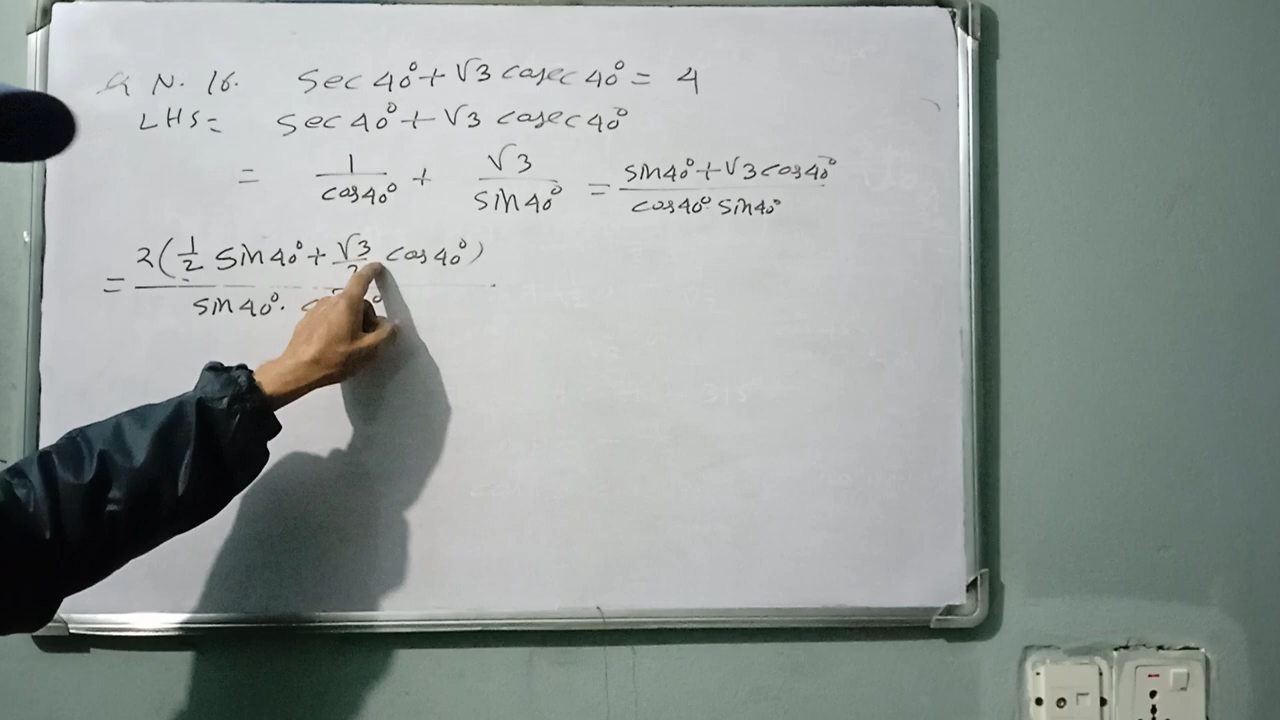 Q N. 16. sec 40° + √3 cosec 40° = 4
LHS = sec 40° + √3 cosec 40°
= 1/cos 40° + √3/sin 40° = (sin 40° + √3 cos 40°)/(cos 40° sin 40°)
= 2(1/2 sin 40° + √3/2 cos 40°)/(sin 40°.